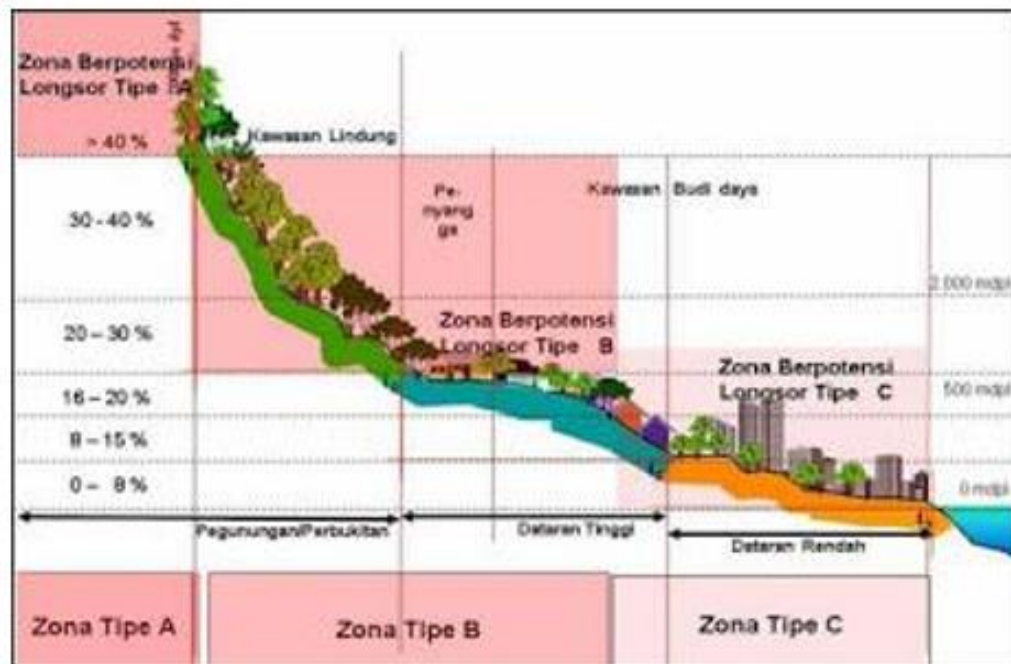 Zona Berpotensi
Longsor Tipe A
> 40 %
Kawasan Lindung
30 - 40 %
Pe-
nyang
ga
Kawasan Budi daya
2.000 mdpl
20 – 30 %
Zona Berpotensi
Longsor Tipe B
Zona Berpotensi
Longsor Tipe C
500 mdpl
16 – 20 %
8 – 15 %
0 – 8 %
0 mdpl
Pegunungan/Perbukitan
Dataran Tinggi
Dataran Rendah
Zona Tipe A
Zona Tipe B
Zona Tipe C